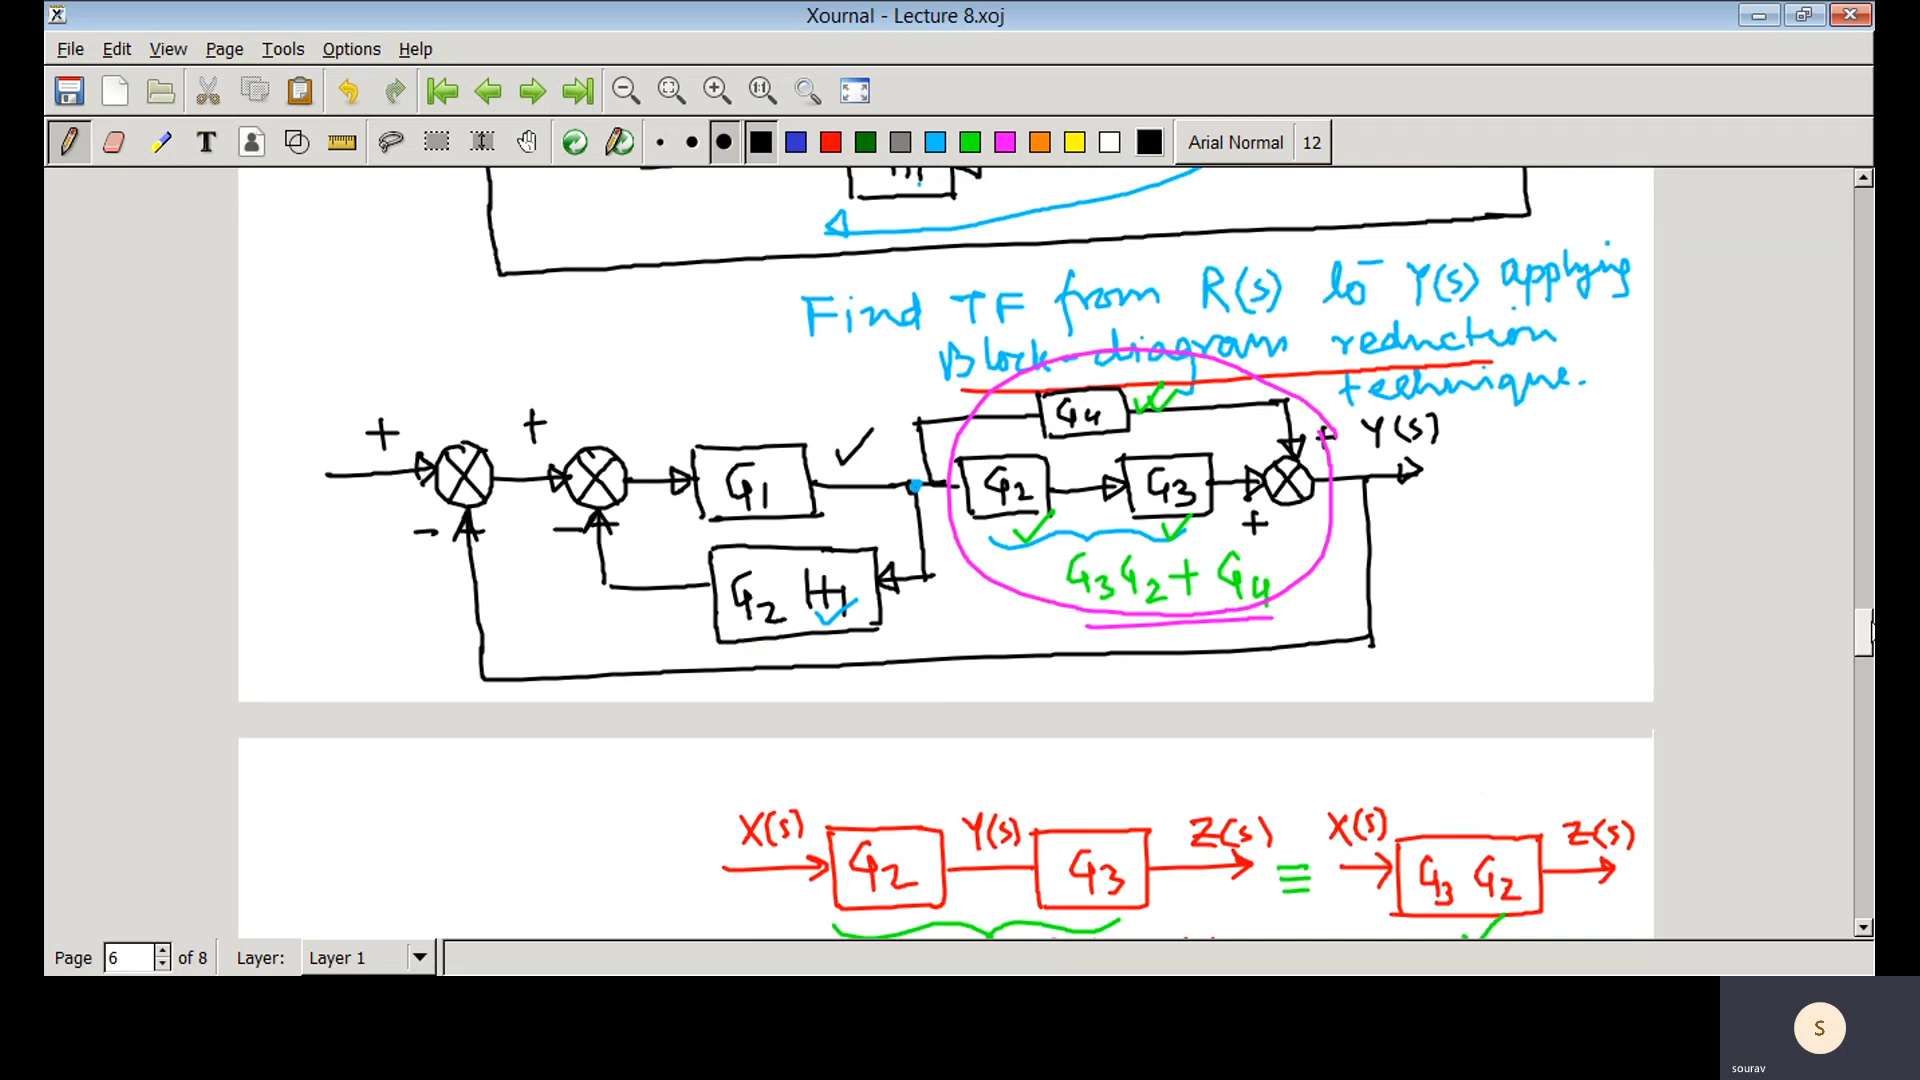 Xournal - Lecture 8.xoj
File Edit View Page Tools Options Help
T 1:1 Arial Normal 12
Find TF from R(s) to Y(s) applying
Block-diagram reduction
technique.
+ + G4 + Y(s)
G1 G2 G3
- - +
G2 H1 G3G2 + G4
X(s) Y(s) Z(s) X(s) Z(s)
G2 G3 ≡ G3 G2
Page 6 of 8 Layer: Layer 1
S
sourav